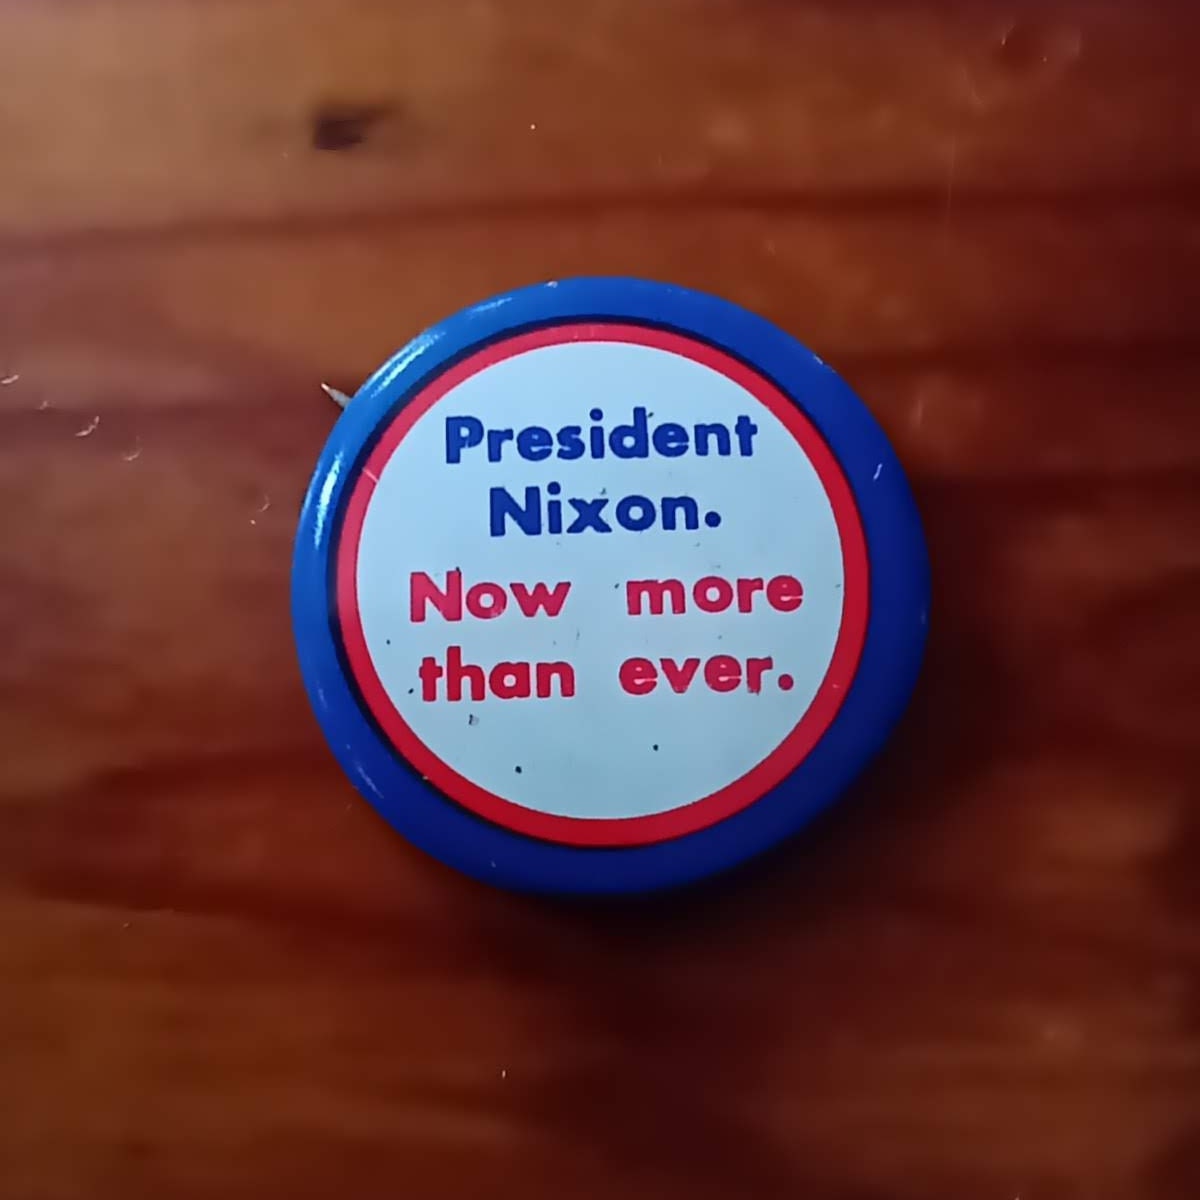 President
Nixon.
Now more
than ever.